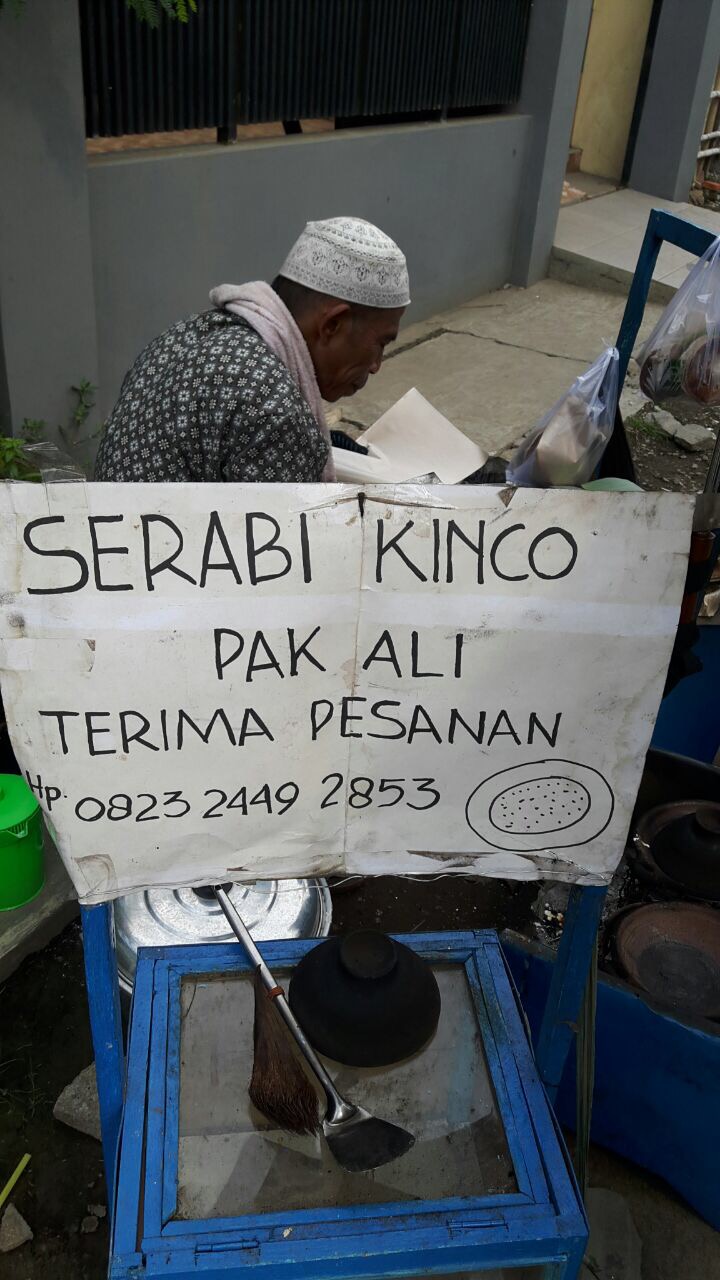 SERABI KINCO
PAK ALI
TERIMA PESANAN
Hp. 0823 2449 2853